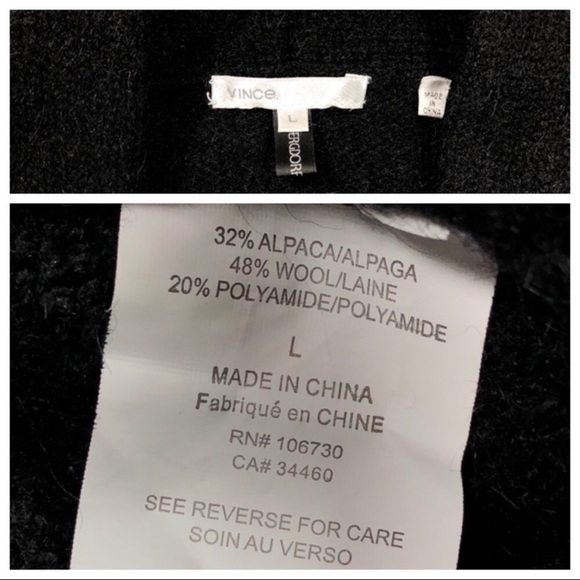 VINCE.
L
ERGDORF
MADE
IN
CHINA
32% ALPACA/ALPAGA
48% WOOL/LAINE
20% POLYAMIDE/POLYAMIDE
L
MADE IN CHINA
Fabriqué en CHINE
RN# 106730
CA# 34460
SEE REVERSE FOR CARE
SOIN AU VERSO